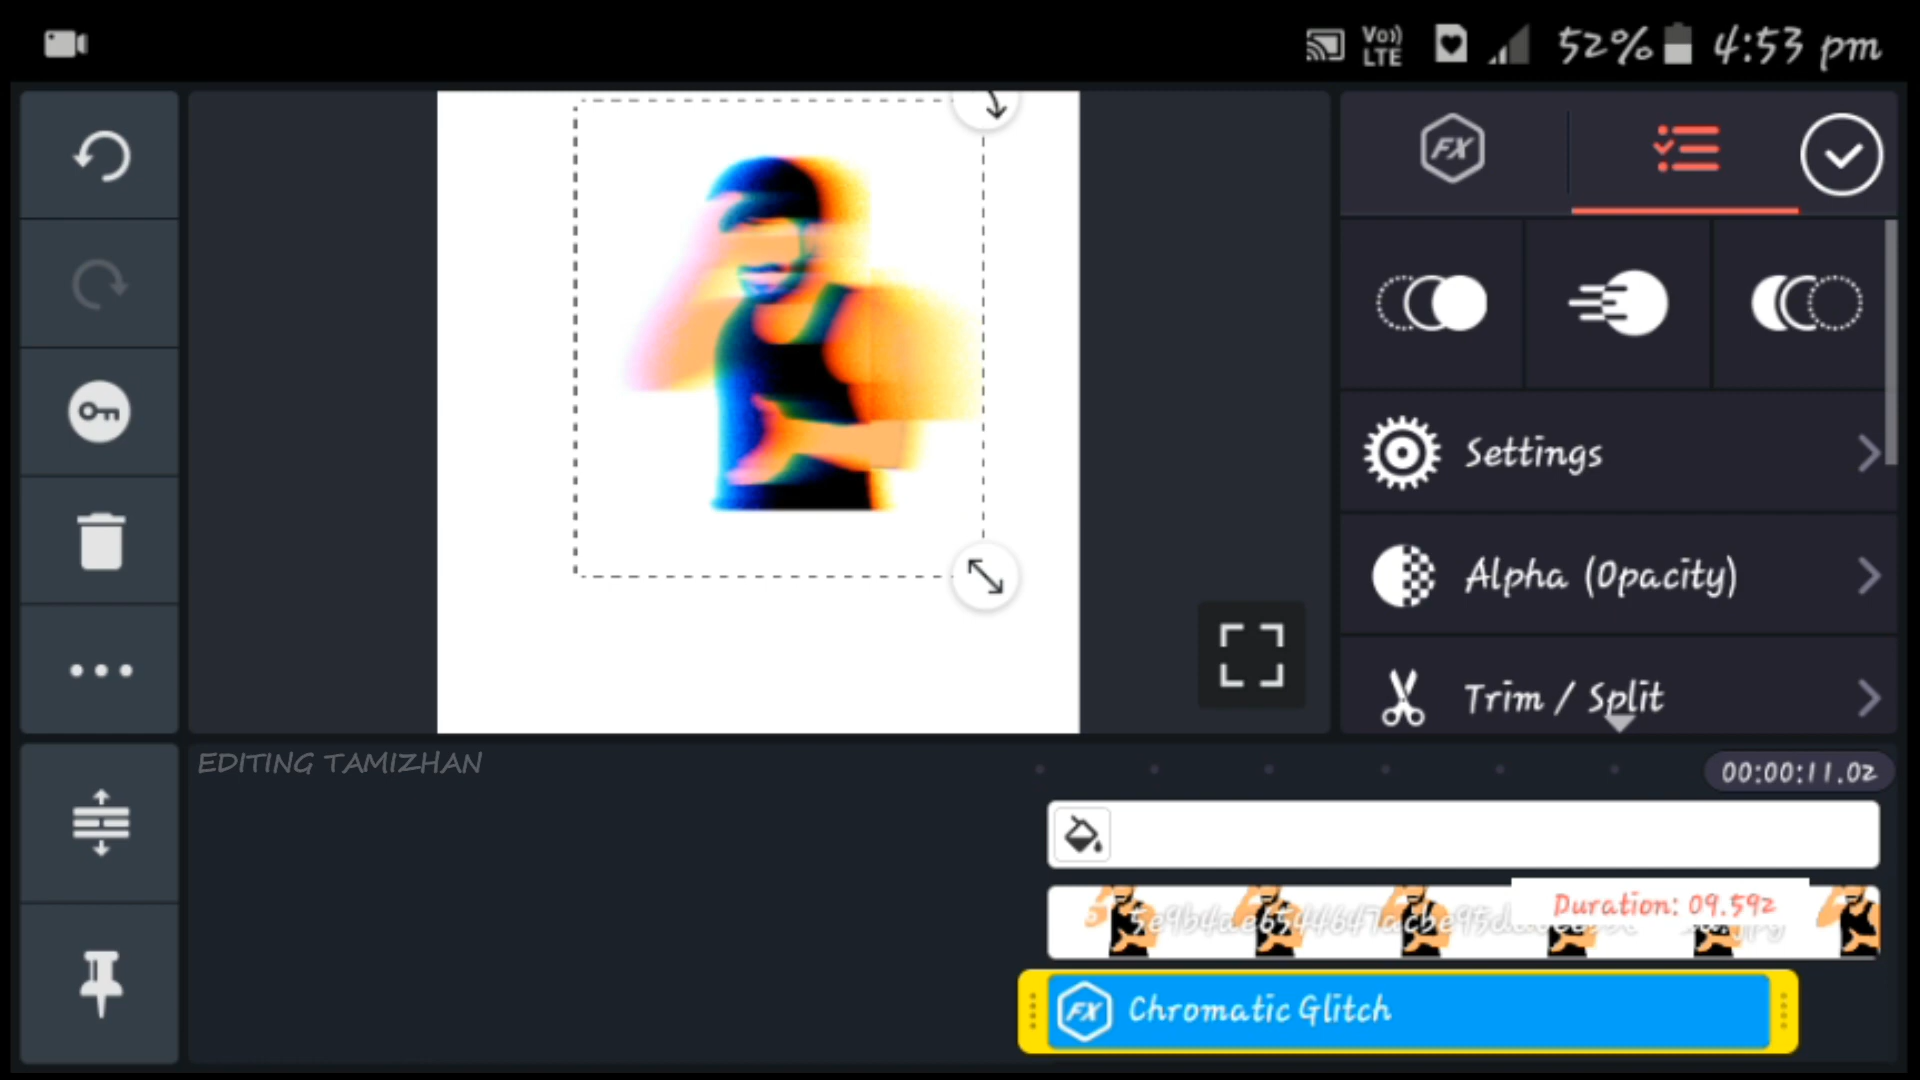 Vo)) LTE 52% 4:53 pm
FX
Settings
Alpha (Opacity)
Trim / Split
EDITING TAMIZHAN
00:00:11.02
Duration: 09.592
FX Chromatic Glitch